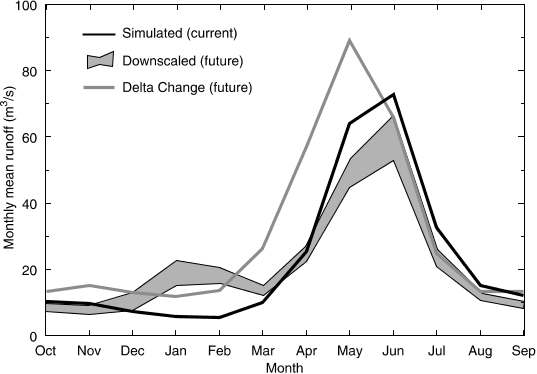 100
80
60
40
20
0
Monthly mean runoff (m³/s)
Simulated (current)
Downscaled (future)
Delta Change (future)
Oct Nov Dec Jan Feb Mar Apr May Jun Jul Aug Sep
Month